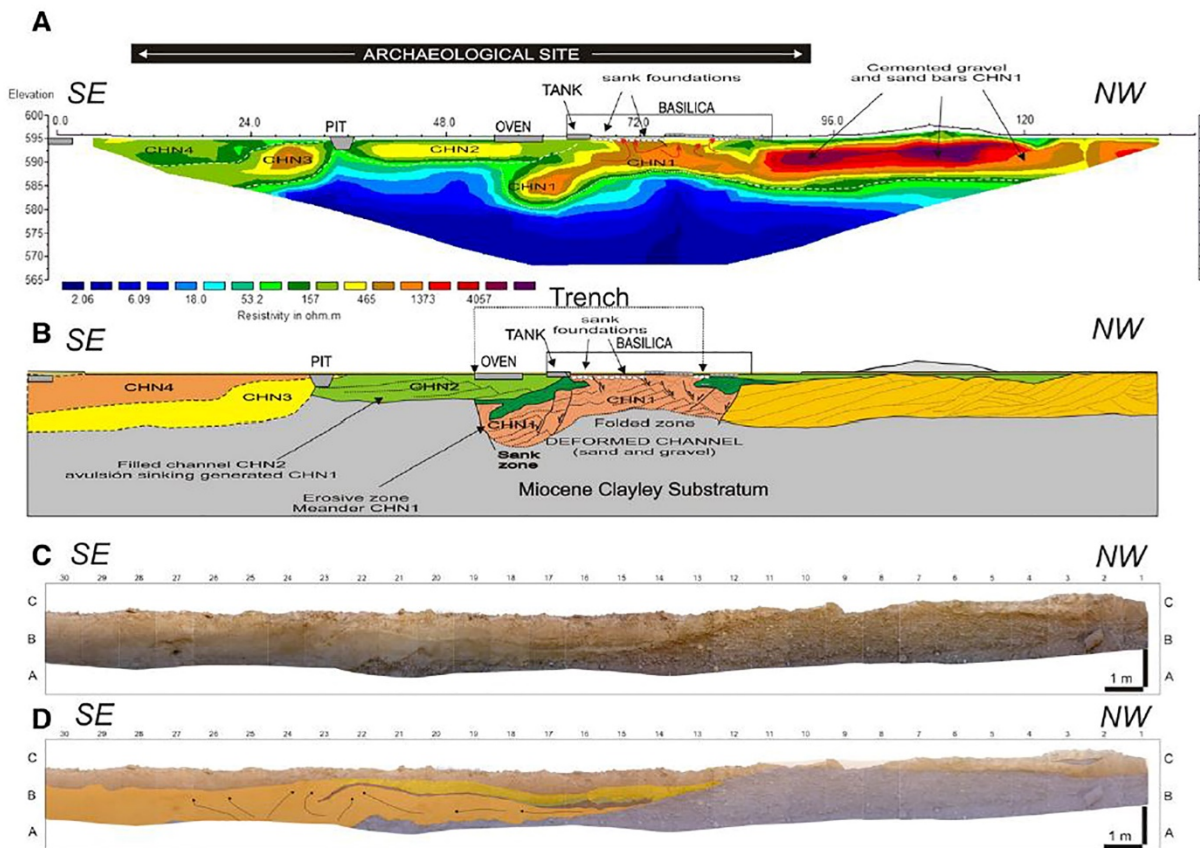 A
ARCHAEOLOGICAL SITE
Cemented gravel
and sand bars CHN1
sank foundations
TANK
BASILICA
Elevation
SE
NW
600
595
590
585
580
575
570
565
0.0
24.0
PIT
48.0
OVEN
72.0
96.0
120
CHN4
CHN3
CHN2
CHN1
CHN1
2.06 6.09 18.0 53.2 157 465 1373 4057
Resistivity in ohm.m
Trench
B
SE
NW
sank
foundations
TANK
BASILICA
PIT
OVEN
CHN4
CHN3
CHN2
CHN1
CHN1
Folded zone
DEFORMED CHANNEL
(sand and gravel)
Sank
zone
Filled channel CHN2
avulsión sinking generated CHN1
Erosive zone
Meander CHN1
Miocene Clayley Substratum
C
SE
NW
30 29 28 27 26 25 24 23 22 21 20 19 18 17 16 15 14 13 12 11 10 9 8 7 6 5 4 3 2 1
C
B
A
C
B
A
1 m
D
SE
NW
30 29 28 27 26 25 24 23 22 21 20 19 18 17 16 15 14 13 12 11 10 9 8 7 6 5 4 3 2 1
C
B
A
C
B
A
1 m